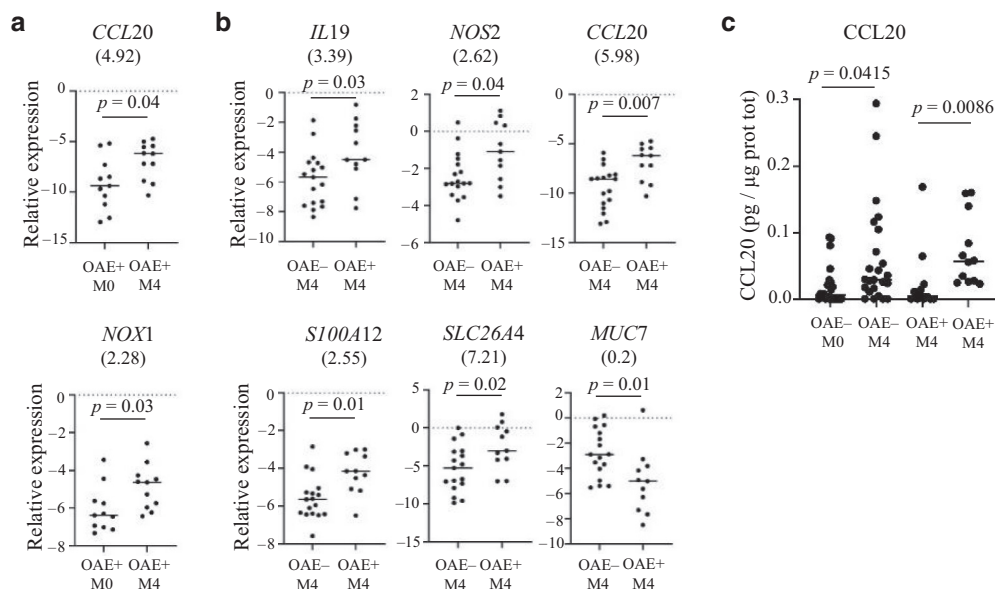 a
CCL20
(4.92)
Relative expression
0
−5
−10
−15
p = 0.04
OAE+ OAE+
M0 M4
NOX1
(2.28)
Relative expression
0
−2
−4
−6
−8
p = 0.03
OAE+ OAE+
M0 M4
b
IL19
(3.39)
0
−2
−4
−6
−8
−10
p = 0.03
OAE− OAE+
M4 M4
NOS2
(2.62)
2
0
−2
−4
6
p = 0.04
OAE− OAE+
M4 M4
CCL20
(5.98)
0
−5
−10
−15
p = 0.007
OAE− OAE+
M4 M4
S100A12
(2.55)
0
−2
−4
−6
−8
p = 0.01
OAE− OAE+
M4 M4
SLC26A4
(7.21)
5
0
−5
−10
−15
p = 0.02
OAE− OAE+
M4 M4
MUC7
(0.2)
2
0
−2
−4
−6
−8
−10
p = 0.01
OAE− OAE+
M4 M4
c
CCL20
CCL20 (pg / µg prot tot)
0.3
0.2
0.1
0.0
p = 0.0415
p = 0.0086
OAE− OAE− OAE+ OAE+
M0 M4 M4 M4